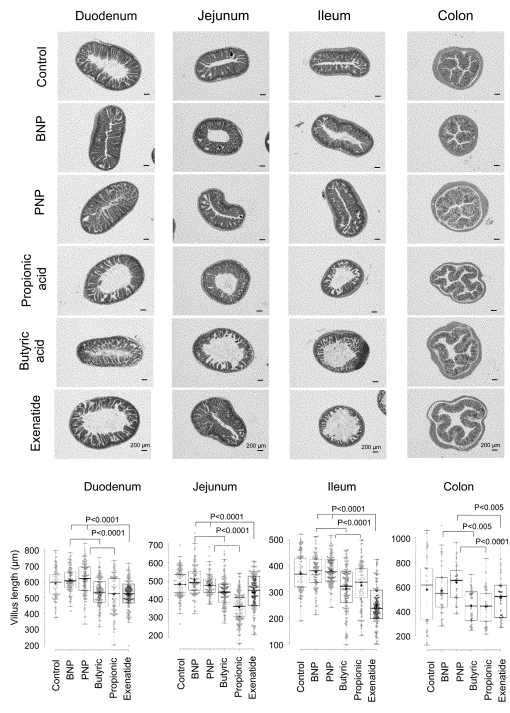 Duodenum Jejunum Ileum Colon
Control
BNP
PNP
Propionic
acid
Butyric
acid
Exenatide
200 µm 200 µm 200 µm 200 µm
Duodenum Jejunum Ileum Colon
P<0.0001 P<0.0001 P<0.0001 P<0.005
P<0.0001 P<0.0001 P<0.0001 P<0.005
P<0.0001
Villus length (µm)
800
700
600
500
400
300
200
700
600
500
400
300
200
500
400
300
200
100
1000
800
600
400
200
Control BNP PNP Butyric Propionic Exenatide
Control BNP PNP Butyric Propionic Exenatide
Control BNP PNP Butyric Propionic Exenatide
Control BNP PNP Butyric Propionic Exenatide